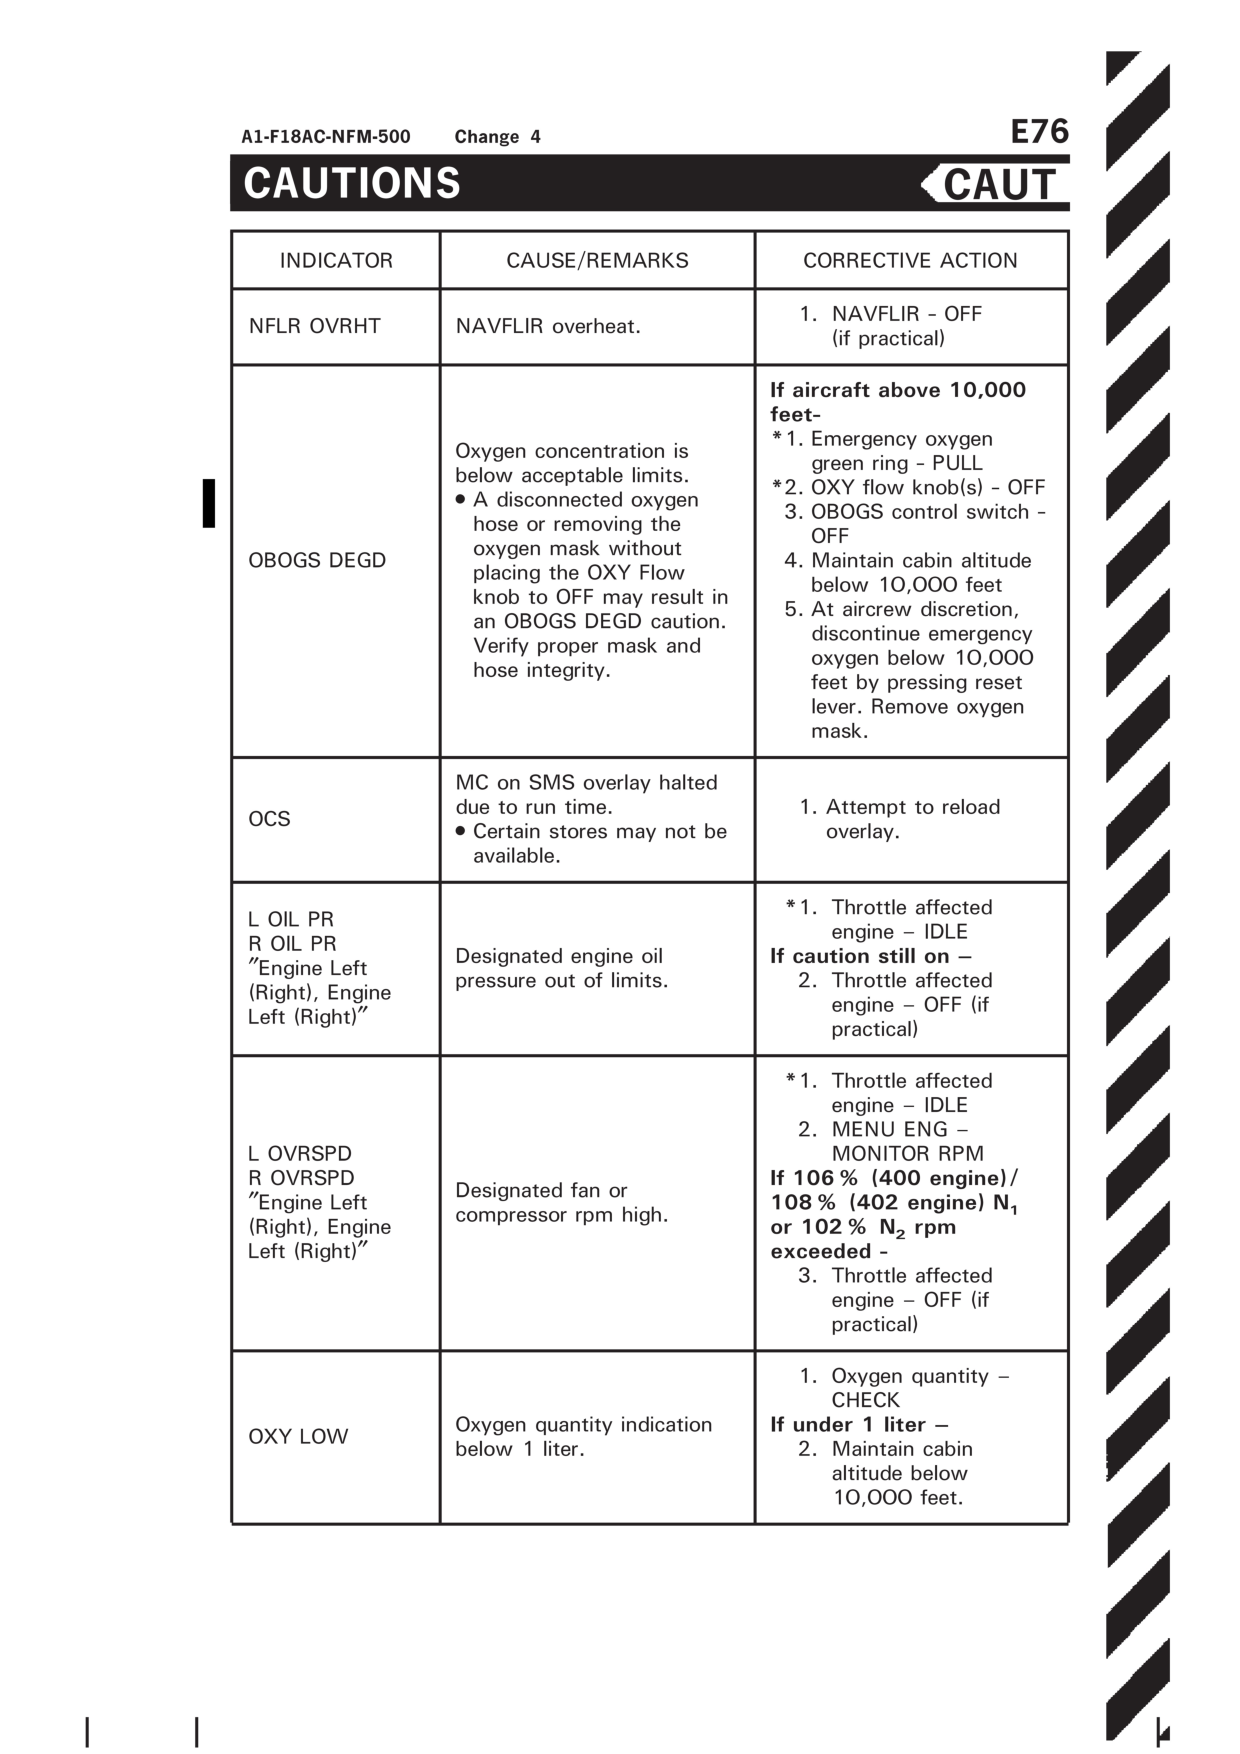 A1-F18AC-NFM-500 Change 4 E76
CAUTIONS CAUT
INDICATOR CAUSE/REMARKS CORRECTIVE ACTION
NFLR OVRHT
NAVFLIR overheat.
1. NAVFLIR - OFF
(if practical)
OBOGS DEGD
Oxygen concentration is
below acceptable limits.
● A disconnected oxygen
hose or removing the
oxygen mask without
placing the OXY Flow
knob to OFF may result in
an OBOGS DEGD caution.
Verify proper mask and
hose integrity.
If aircraft above 10,000
feet-
*1. Emergency oxygen
green ring - PULL
*2. OXY flow knob(s) - OFF
3. OBOGS control switch -
OFF
4. Maintain cabin altitude
below 10,000 feet
5. At aircrew discretion,
discontinue emergency
oxygen below 10,000
feet by pressing reset
lever. Remove oxygen
mask.
OCS
MC on SMS overlay halted
due to run time.
● Certain stores may not be
available.
1. Attempt to reload
overlay.
L OIL PR
R OIL PR
"Engine Left
(Right), Engine
Left (Right)"
Designated engine oil
pressure out of limits.
*1. Throttle affected
engine – IDLE
If caution still on –
2. Throttle affected
engine – OFF (if
practical)
L OVRSPD
R OVRSPD
"Engine Left
(Right), Engine
Left (Right)"
Designated fan or
compressor rpm high.
*1. Throttle affected
engine – IDLE
2. MENU ENG –
MONITOR RPM
If 106 % (400 engine)/
108 % (402 engine) N1
or 102 % N2 rpm
exceeded -
3. Throttle affected
engine – OFF (if
practical)
OXY LOW
Oxygen quantity indication
below 1 liter.
1. Oxygen quantity –
CHECK
If under 1 liter –
2. Maintain cabin
altitude below
10,000 feet.